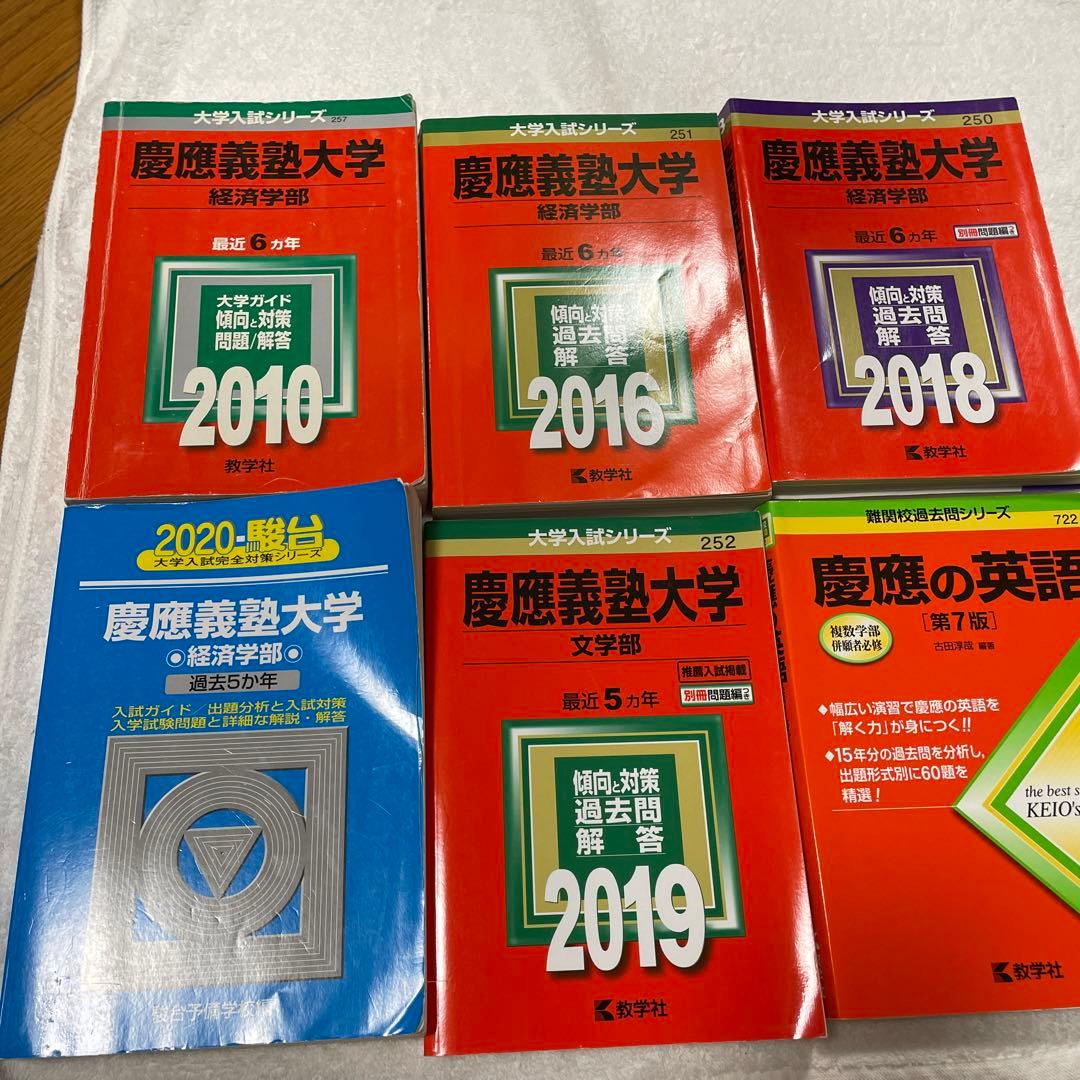 大学入試シリーズ 257
慶應義塾大学
経済学部
最近6ヵ年
大学ガイド
傾向と対策
問題/解答
2010
教学社
大学入試シリーズ 251
慶應義塾大学
経済学部
最近6ヵ年
傾向と対策
過去問
解答
2016
教学社
大学入試シリーズ 250
慶應義塾大学
経済学部
最近6ヵ年 別冊問題編つき
傾向と対策
過去問
解答
2018
教学社
2020-駿台
大学入試完全対策シリーズ
慶應義塾大学
経済学部
過去5か年
入試ガイド/出題分析と入試対策
入学試験問題と詳細な解説・解答
駿台予備学校編
大学入試シリーズ 252
慶應義塾大学
文学部
推薦入試掲載
最近5ヵ年 別冊問題編つき
傾向と対策
過去問
解答
2019
教学社
難関校過去問シリーズ 722
慶應の英語
[第7版]
複数学部
併願者必修
古田淳哉 編著
◆幅広い演習で慶應の英語を
「解く力」が身につく!!
◆15年分の過去問を分析し,
出題形式別に60題を
精選!
the best s
KEIO's
教学社